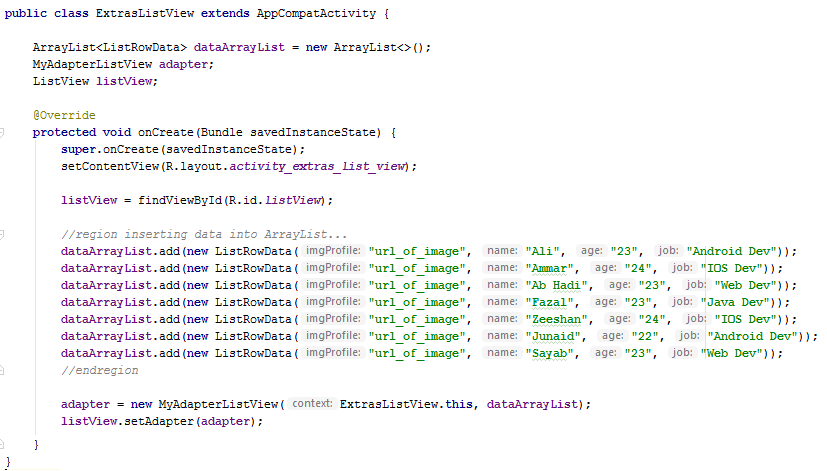 public class ExtrasListView extends AppCompatActivity {
ArrayList<ListRowData> dataArrayList = new ArrayList<>();
MyAdapterListView adapter;
ListView listView;
@Override
protected void onCreate(Bundle savedInstanceState) {
super.onCreate(savedInstanceState);
setContentView(R.layout.activity_extras_list_view);
listView = findViewById(R.id.listView);
//region inserting data into ArrayList...
dataArrayList.add(new ListRowData( imgProfile: "url_of_image", name: "Ali", age: "23", job: "Android Dev"));
dataArrayList.add(new ListRowData( imgProfile: "url_of_image", name: "Ammar", age: "24", job: "IOS Dev"));
dataArrayList.add(new ListRowData( imgProfile: "url_of_image", name: "Ab Hadi", age: "23", job: "Web Dev"));
dataArrayList.add(new ListRowData( imgProfile: "url_of_image", name: "Fazal", age: "23", job: "Java Dev"));
dataArrayList.add(new ListRowData( imgProfile: "url_of_image", name: "Zeeshan", age: "24", job: "IOS Dev"));
dataArrayList.add(new ListRowData( imgProfile: "url_of_image", name: "Junaid", age: "22", job: "Android Dev"));
dataArrayList.add(new ListRowData( imgProfile: "url_of_image", name: "Sayab", age: "23", job: "Web Dev"));
//endregion
adapter = new MyAdapterListView( context: ExtrasListView.this, dataArrayList);
listView.setAdapter(adapter);
}
}